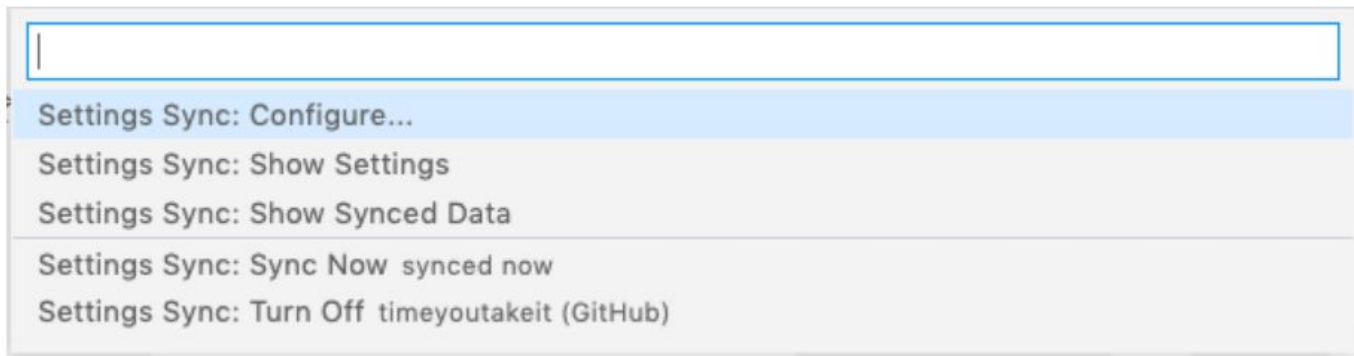 Settings Sync: Configure...
Settings Sync: Show Settings
Settings Sync: Show Synced Data
Settings Sync: Sync Now synced now
Settings Sync: Turn Off timeyoutakeit (GitHub)